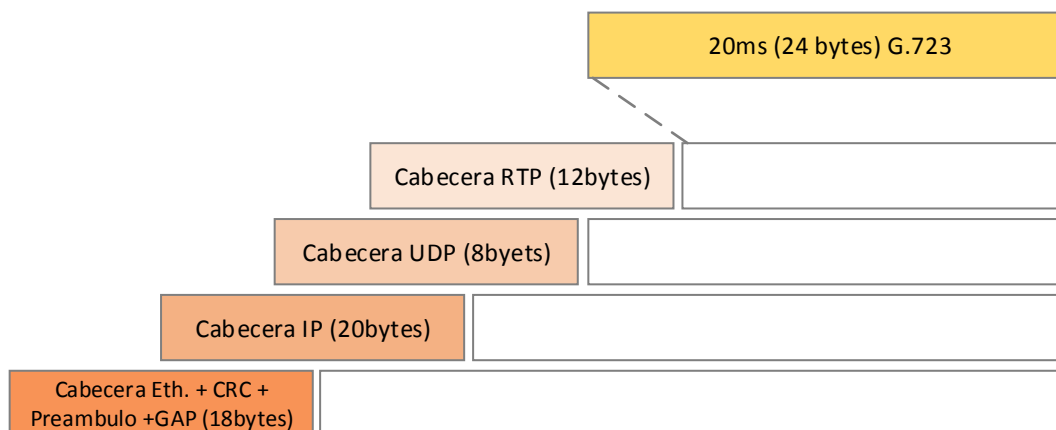 20ms (24 bytes) G.723
Cabecera RTP (12bytes)
Cabecera UDP (8byets)
Cabecera IP (20bytes)
Cabecera Eth. + CRC +
Preambulo +GAP (18bytes)